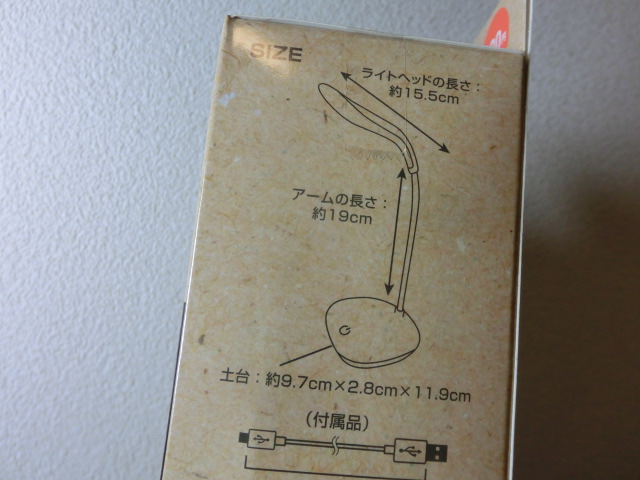 SIZE
ライトヘッドの長さ：
約15.5cm
アームの長さ：
約19cm
土台：約9.7cm×2.8cm×11.9cm
（付属品）